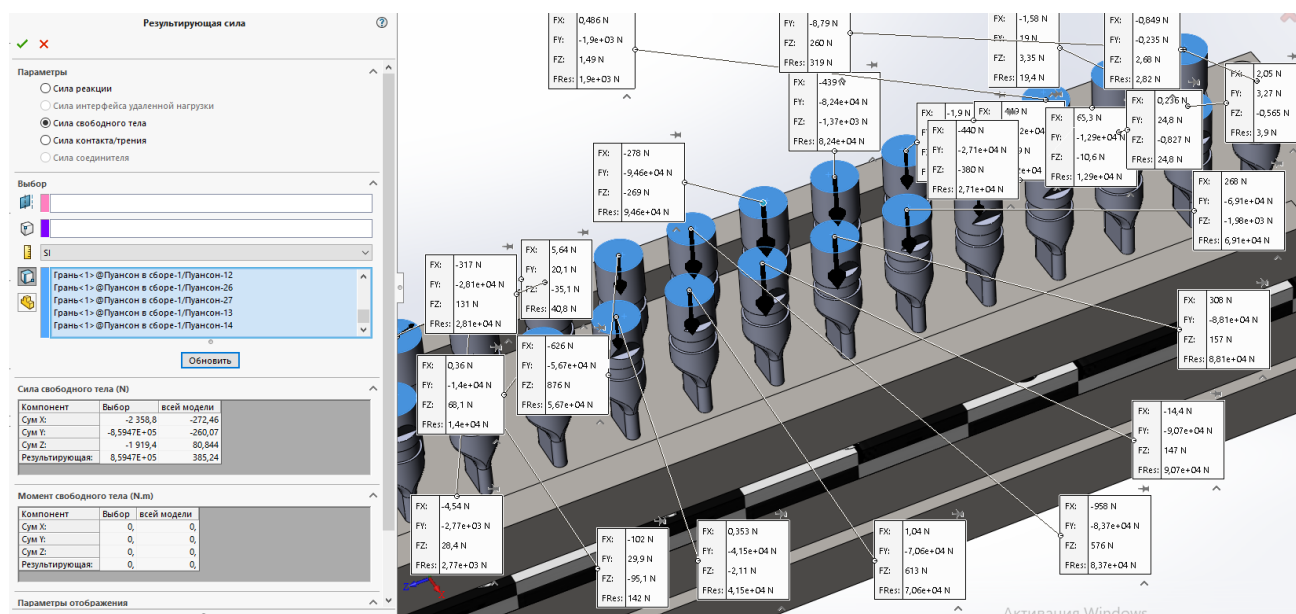 Результирующая сила
Параметры
Сила реакции
Сила интерфейса удаленной нагрузки
Сила свободного тела
Сила контакта/трения
Сила соединителя
Выбор
SI
Грань<1> @Пуансон в сборе-1/Пуансон-12
Грань<1> @Пуансон в сборе-1/Пуансон-26
Грань<1> @Пуансон в сборе-1/Пуансон-27
Грань<1> @Пуансон в сборе-1/Пуансон-13
Грань<1> @Пуансон в сборе-1/Пуансон-14
Обновить
Сила свободного тела (N)
Компонент Выбор всей модели
Сум X: -2 358,8 -272,46
Сум Y: -8,5947E+05 -260,07
Сум Z: -1 919,4 80,844
Результирующая: 8,5947E+05 385,24
Момент свободного тела (N.m)
Компонент Выбор всей модели
Сум X: 0, 0,
Сум Y: 0, 0,
Сум Z: 0, 0,
Результирующая: 0, 0,
Параметры отображения
FX: 0,486 N
FY: -1,9e+03 N
FZ: 1,49 N
FRes: 1,9e+03 N
FY: -8,79 N
FZ: 260 N
FRes: 319 N
FX: -1,58 N
FY: 19 N
FZ: 3,35 N
FRes: 19,4 N
FX: -0,849 N
FY: -0,235 N
FZ: 2,68 N
FRes: 2,82 N
FX: 2,05 N
FY: 3,27 N
FZ: -0,565 N
FRes: 3,9 N
FX: -439 N
FY: -8,24e+04 N
FZ: -1,37e+03 N
FRes: 8,24e+04 N
-1,9 N
FX: -440 N
FY: -2,71e+04 N
FZ: -380 N
FRes: 2,71e+04 N
FX: 65,3 N
FY: -1,29e+04 N
FZ: -10,6 N
FRes: 1,29e+04 N
FX: 0,236 N
FY: 24,8 N
FZ: -0,827 N
FRes: 24,8 N
FX: -278 N
FY: -9,46e+04 N
FZ: -269 N
FRes: 9,46e+04 N
FX: 268 N
FY: -6,91e+04 N
FZ: -1,98e+03 N
FRes: 6,91e+04 N
FX: -317 N
FY: -2,81e+04 N
FZ: 131 N
FRes: 2,81e+04 N
FX: 5,64 N
FY: 20,1 N
FZ: -35,1 N
FRes: 40,8 N
FX: 308 N
FY: -8,81e+04 N
FZ: 157 N
FRes: 8,81e+04 N
FX: -626 N
FY: -5,67e+04 N
FZ: 876 N
FRes: 5,67e+04 N
FX: 0,36 N
FY: -1,4e+04 N
FZ: 68,1 N
FRes: 1,4e+04 N
FX: -14,4 N
FY: -9,07e+04 N
FZ: 147 N
FRes: 9,07e+04 N
FX: -4,54 N
FY: -2,77e+03 N
FZ: 28,4 N
FRes: 2,77e+03 N
FX: -102 N
FY: 29,9 N
FZ: -95,1 N
FRes: 142 N
FX: 0,353 N
FY: -4,15e+04 N
FZ: -2,11 N
FRes: 4,15e+04 N
FX: 1,04 N
FY: -7,06e+04 N
FZ: 613 N
FRes: 7,06e+04 N
FX: -958 N
FY: -8,37e+04 N
FZ: 576 N
FRes: 8,37e+04 N
Активация Windows